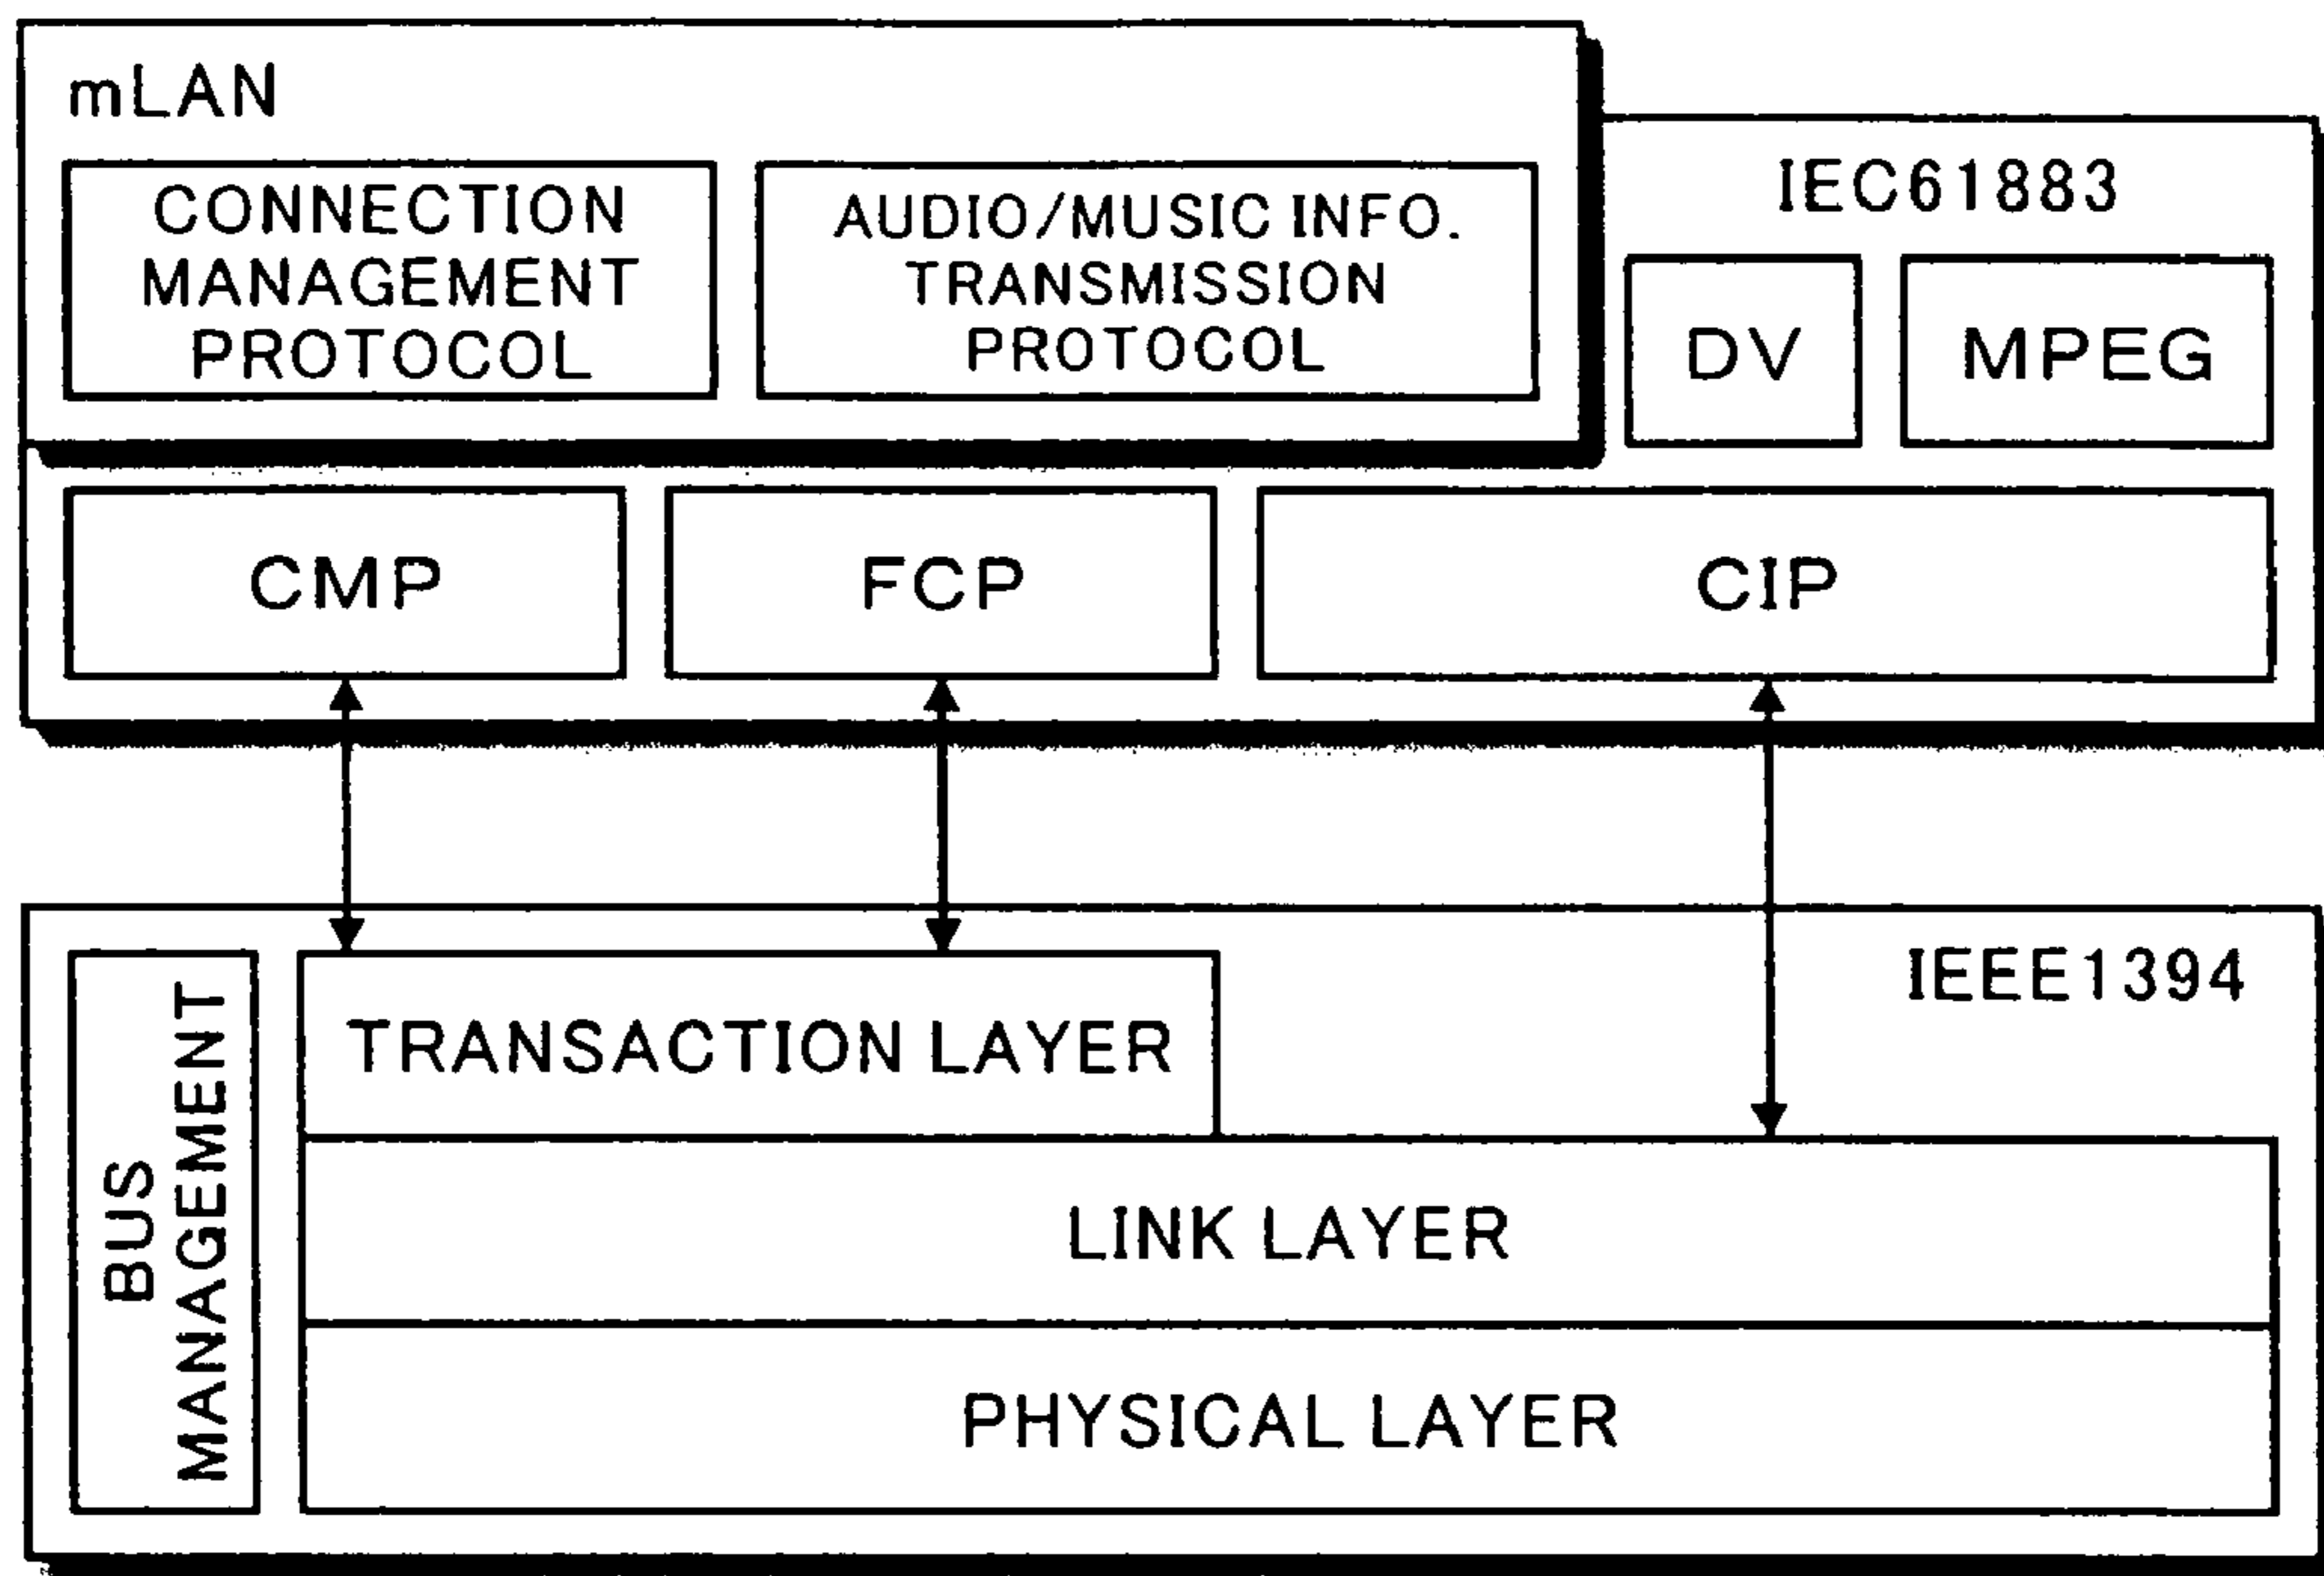 mLAN
CONNECTION
MANAGEMENT
PROTOCOL
AUDIO/MUSIC INFO.
TRANSMISSION
PROTOCOL
IEC61883
DV
MPEG
CMP
FCP
CIP
IEEE1394
BUS
MANAGEMENT
TRANSACTION LAYER
LINK LAYER
PHYSICAL LAYER